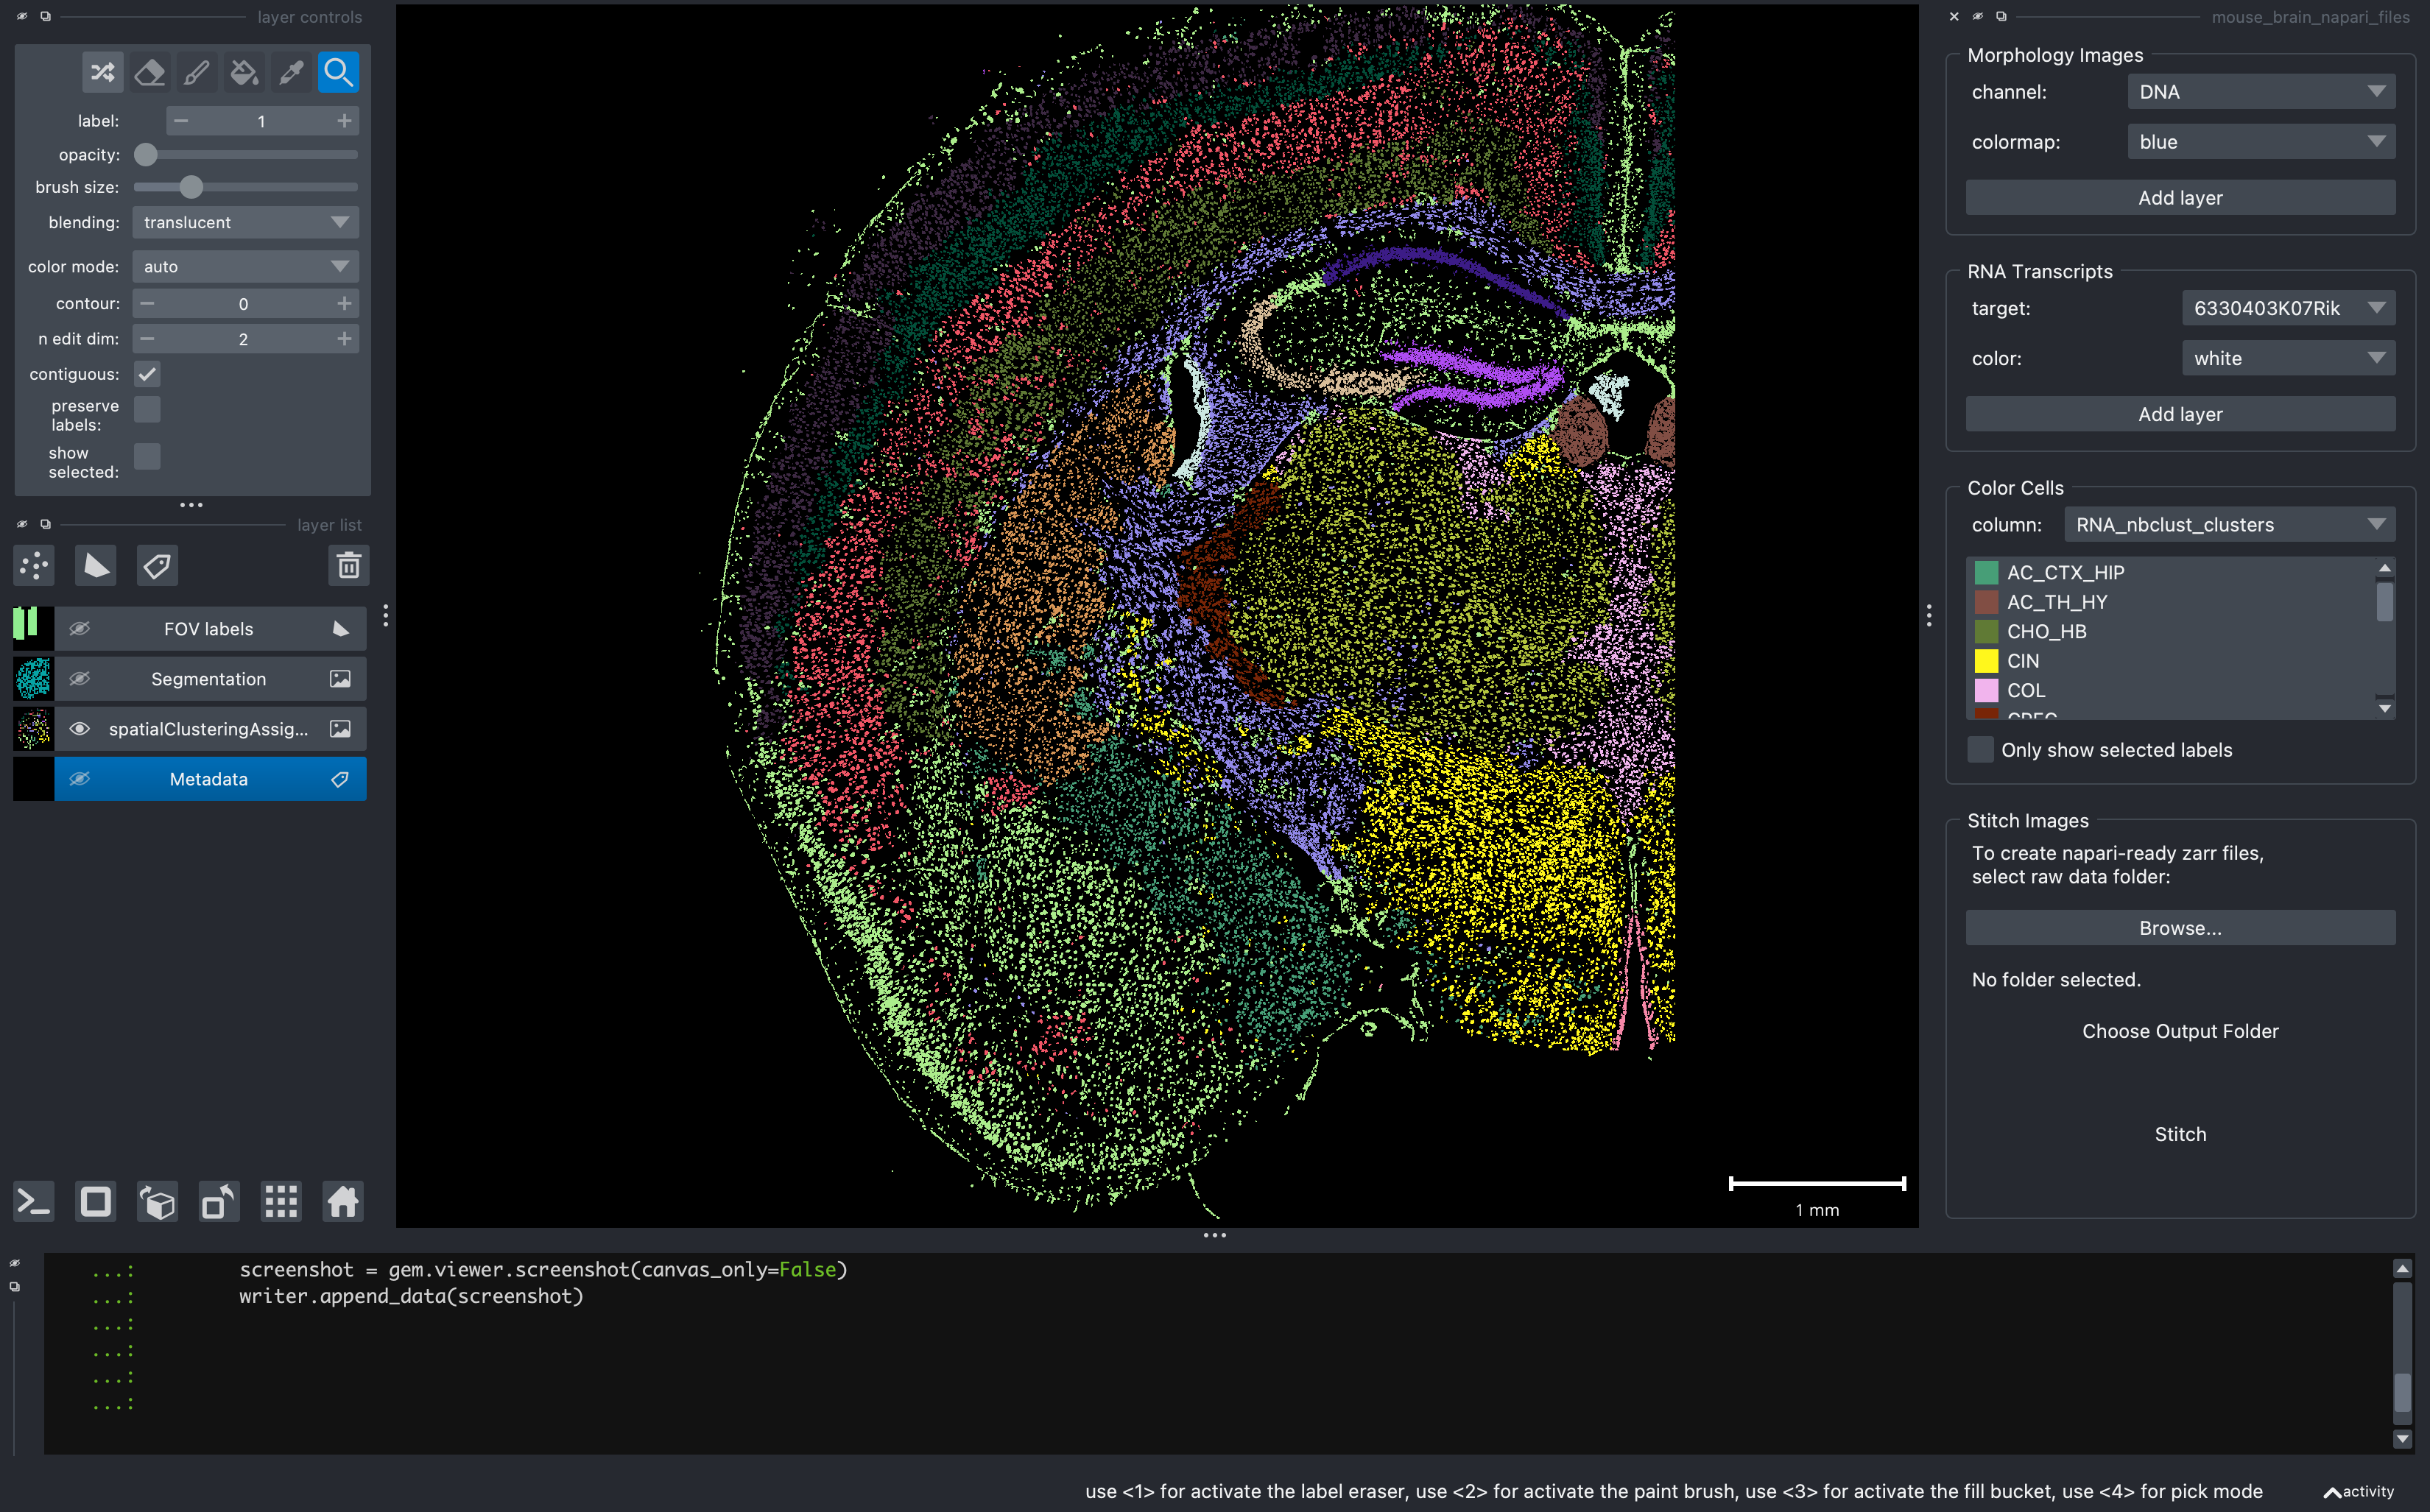 layer controls
label:
1
opacity:
brush size:
blending:
translucent
color mode:
auto
contour:
0
n edit dim:
2
contiguous:
preserve
labels:
show
selected:
layer list
FOV labels
Segmentation
spatialClusteringAssig...
Metadata
1 mm
mouse_brain_napari_files
Morphology Images
channel:
DNA
colormap:
blue
Add layer
RNA Transcripts
target:
6330403K07Rik
color:
white
Add layer
Color Cells
column:
RNA_nbclust_clusters
AC_CTX_HIP
AC_TH_HY
CHO_HB
CIN
COL
Only show selected labels
Stitch Images
To create napari-ready zarr files,
select raw data folder:
Browse...
No folder selected.
Choose Output Folder
Stitch
...: screenshot = gem.viewer.screenshot(canvas_only=False)
...: writer.append_data(screenshot)
...:
...:
...:
...:
use <1> for activate the label eraser, use <2> for activate the paint brush, use <3> for activate the fill bucket, use <4> for pick mode
activity